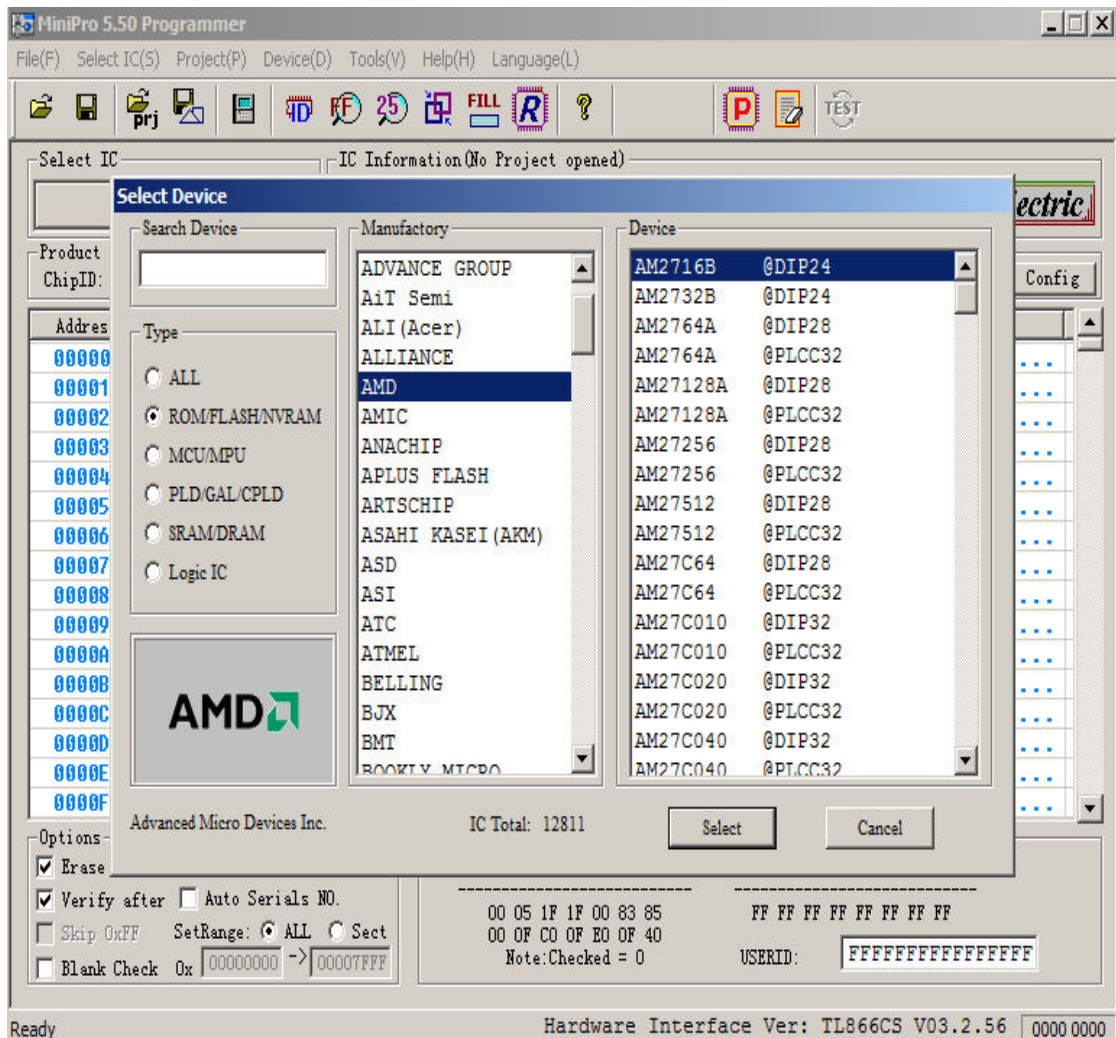 MiniPro 5.50 Programmer
File(F) Select IC(S) Project(P) Device(D) Tools(V) Help(H) Language(L)
prj ID FF 25 FILL R ? P TEST
Select IC IC Information(No Project opened)
ectric
Select Device
Search Device
Manufactory
Device
Product
ChipID:
Config
Addres
00000
00001
00002
00003
00004
00005
00006
00007
00008
00009
0000A
0000B
0000C
0000D
0000E
0000F
Type
ALL
ROM/FLASH/NVRAM
MCU/MPU
PLD/GAL/CPLD
SRAM/DRAM
Logic IC
AMD
Advanced Micro Devices Inc.
ADVANCE GROUP
AiT Semi
ALI(Acer)
ALLIANCE
AMD
AMIC
ANACHIP
APLUS FLASH
ARTSCHIP
ASAHI KASEI(AKM)
ASD
ASI
ATC
ATMEL
BELLING
BJX
BMT
BOOKLY MICRO
AM2716B @DIP24
AM2732B @DIP24
AM2764A @DIP28
AM2764A @PLCC32
AM27128A @DIP28
AM27128A @PLCC32
AM27256 @DIP28
AM27256 @PLCC32
AM27512 @DIP28
AM27512 @PLCC32
AM27C64 @DIP28
AM27C64 @PLCC32
AM27C010 @DIP32
AM27C010 @PLCC32
AM27C020 @DIP32
AM27C020 @PLCC32
AM27C040 @DIP32
AM27C040 @PLCC32
IC Total: 12811
Select
Cancel
Options
Erase
Verify after Auto Serials NO.
Skip 0xFF SetRange: ALL Sect
Blank Check 0x 00000000 -> 00007FFF
00 05 1F 1F 00 83 85
00 0F C0 0F E0 0F 40
Note:Checked = 0
FF FF FF FF FF FF FF FF
USERID: FFFFFFFFFFFFFFFF
Ready
Hardware Interface Ver: TL866CS V03.2.56
0000 0000